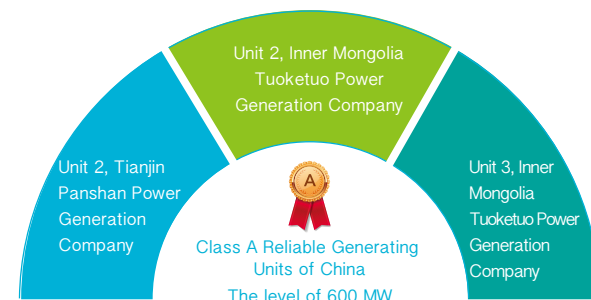 Unit 2, Inner Mongolia
Tuoketuo Power
Generation Company
Unit 2, Tianjin
Panshan Power
Generation
Company
Unit 3, Inner
Mongolia
Tuoketuo Power
Generation
Company
A
Class A Reliable Generating
Units of China
The level of 600 MW